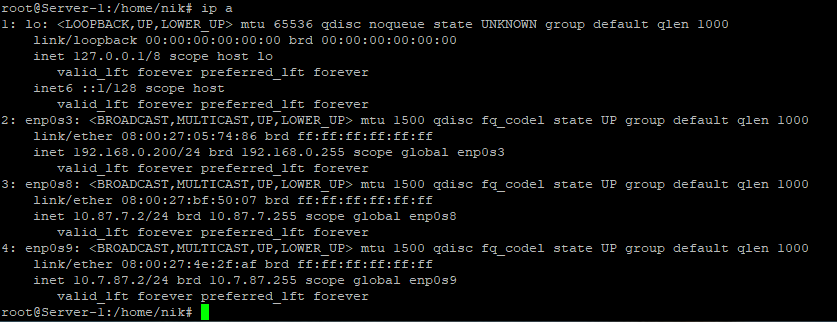 root@Server-1:/home/nik# ip a
1: lo: <LOOPBACK,UP,LOWER_UP> mtu 65536 qdisc noqueue state UNKNOWN group default qlen 1000
    link/loopback 00:00:00:00:00:00 brd 00:00:00:00:00:00
    inet 127.0.0.1/8 scope host lo
       valid_lft forever preferred_lft forever
    inet6 ::1/128 scope host
       valid_lft forever preferred_lft forever
2: enp0s3: <BROADCAST,MULTICAST,UP,LOWER_UP> mtu 1500 qdisc fq_codel state UP group default qlen 1000
    link/ether 08:00:27:05:74:86 brd ff:ff:ff:ff:ff:ff
    inet 192.168.0.200/24 brd 192.168.0.255 scope global enp0s3
       valid_lft forever preferred_lft forever
3: enp0s8: <BROADCAST,MULTICAST,UP,LOWER_UP> mtu 1500 qdisc fq_codel state UP group default qlen 1000
    link/ether 08:00:27:bf:50:07 brd ff:ff:ff:ff:ff:ff
    inet 10.87.7.2/24 brd 10.87.7.255 scope global enp0s8
       valid_lft forever preferred_lft forever
4: enp0s9: <BROADCAST,MULTICAST,UP,LOWER_UP> mtu 1500 qdisc fq_codel state UP group default qlen 1000
    link/ether 08:00:27:4e:2f:af brd ff:ff:ff:ff:ff:ff
    inet 10.7.87.2/24 brd 10.7.87.255 scope global enp0s9
       valid_lft forever preferred_lft forever
root@Server-1:/home/nik#